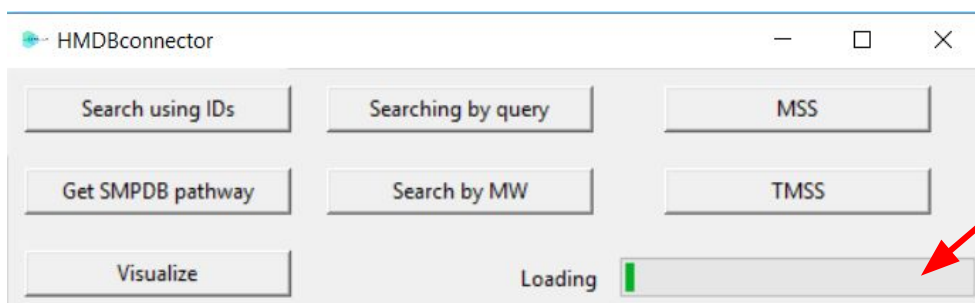 HMDBconnector
Search using IDs Searching by query MSS
Get SMPDB pathway Search by MW TMSS
Visualize Loading